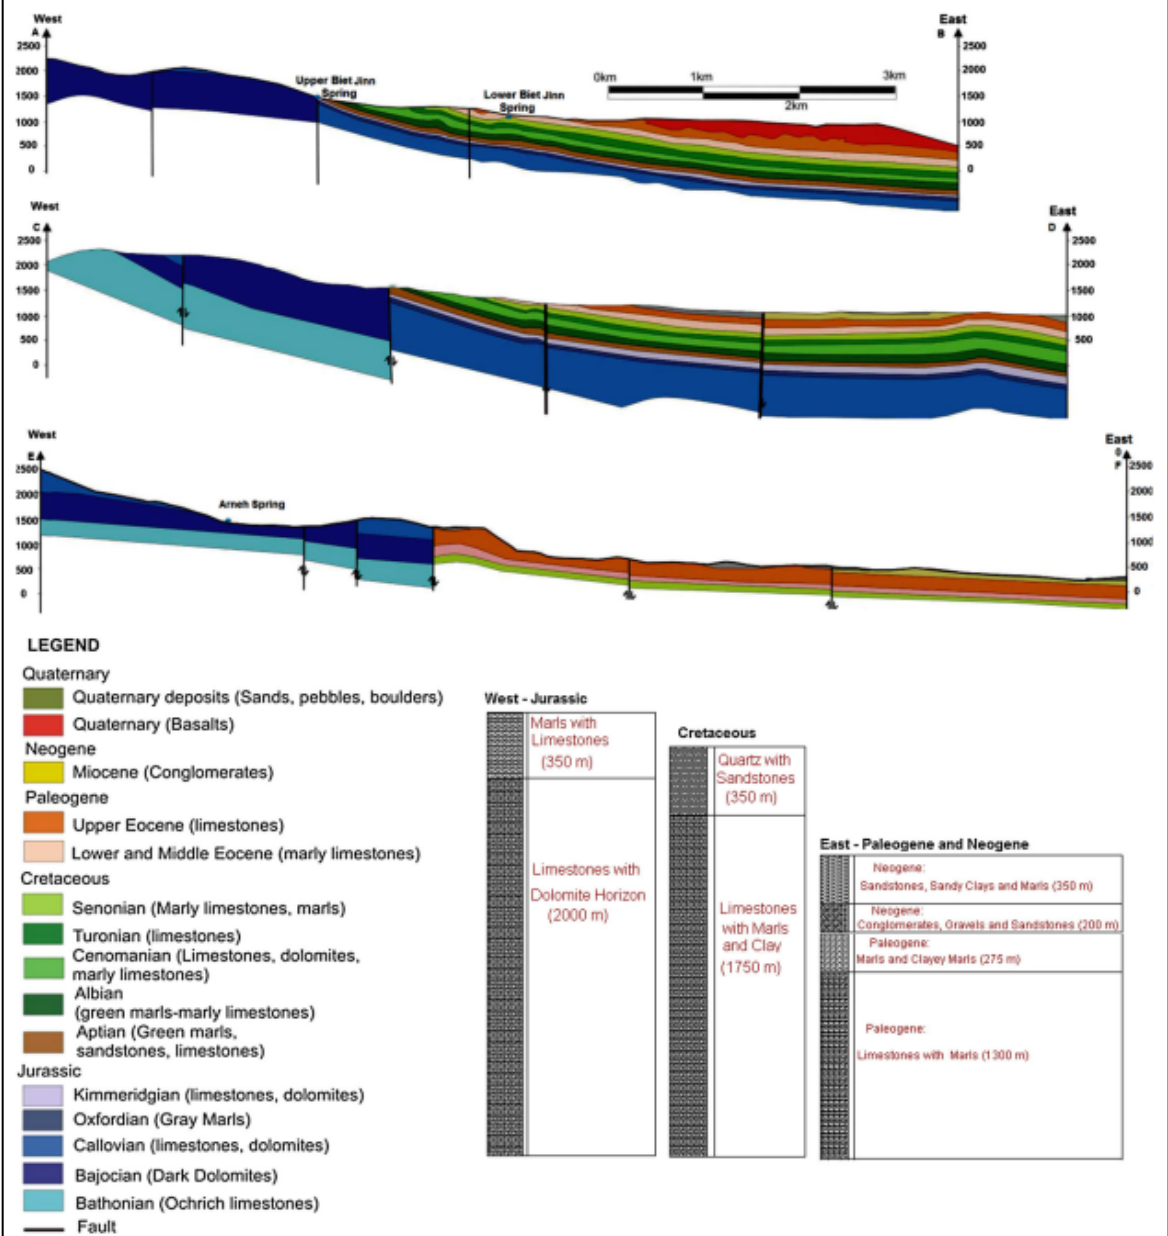 West
A
2500
2000
1500
1000
500
0
Upper Biet Jinn
Spring
Lower Biet Jinn
Spring
0km
1km
2km
3km
East
B
2500
2000
1500
1000
500
0
West
C
2500
2000
1500
1000
500
0
East
D
2500
2000
1500
1000
500
West
E
2500
2000
1500
1000
500
0
Arneh Spring
East
F
2500
2000
1500
1000
500
0
LEGEND
Quaternary
Quaternary deposits (Sands, pebbles, boulders)
Quaternary (Basalts)
Neogene
Miocene (Conglomerates)
Paleogene
Upper Eocene (limestones)
Lower and Middle Eocene (marly limestones)
Cretaceous
Senonian (Marly limestones, marls)
Turonian (limestones)
Cenomanian (Limestones, dolomites,
marly limestones)
Albian
(green marls-marly limestones)
Aptian (Green marls,
sandstones, limestones)
Jurassic
Kimmeridgian (limestones, dolomites)
Oxfordian (Gray Marls)
Callovian (limestones, dolomites)
Bajocian (Dark Dolomites)
Bathonian (Ochrich limestones)
Fault
West - Jurassic
Marls with
Limestones
(350 m)
Limestones with
Dolomite Horizon
(2000 m)
Cretaceous
Quartz with
Sandstones
(350 m)
Limestones
with Marls
and Clay
(1750 m)
East - Paleogene and Neogene
Neogene:
Sandstones, Sandy Clays and Marls (350 m)
Neogene:
Conglomerates, Gravels and Sandstones (200 m)
Paleogene:
Marls and Clayey Marls (275 m)
Paleogene:
Limestones with Marls (1300 m)